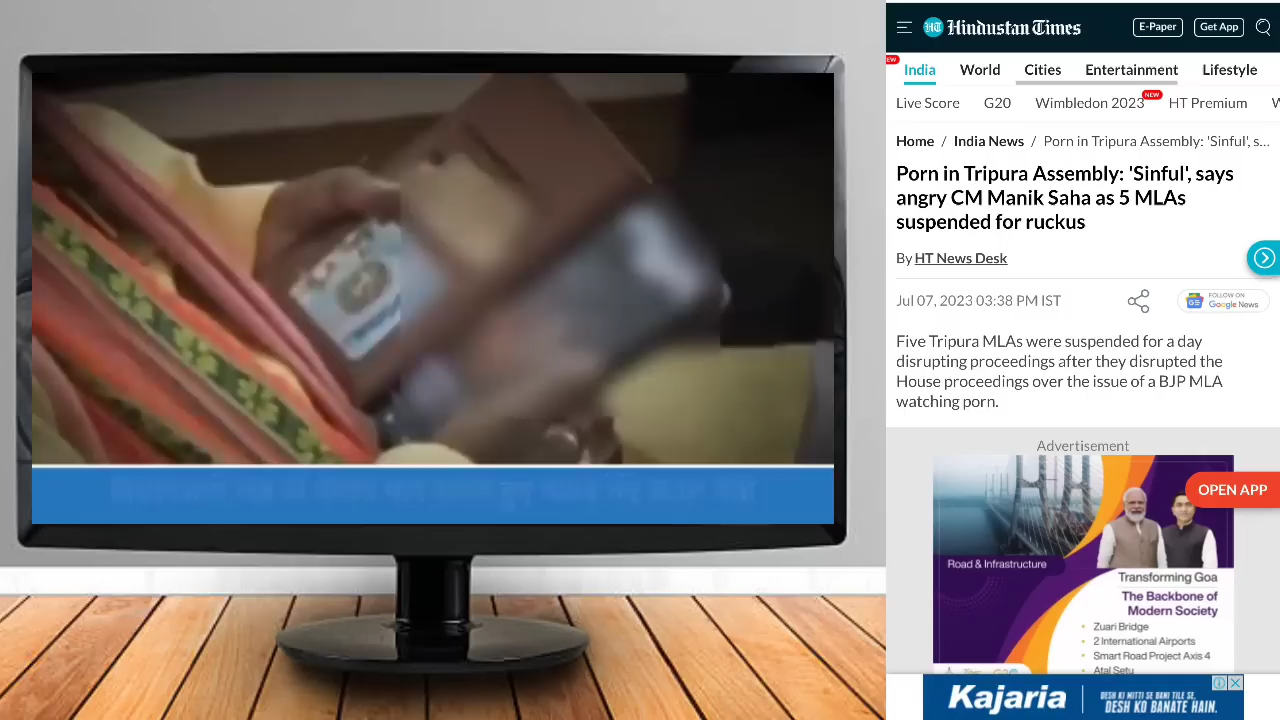 Hindustan Times
E-Paper
Get App
NEW
India World Cities Entertainment Lifestyle
Live Score G20 Wimbledon 2023 NEW HT Premium
Home / India News / Porn in Tripura Assembly: 'Sinful', s...
Porn in Tripura Assembly: 'Sinful', says
angry CM Manik Saha as 5 MLAs
suspended for ruckus
By HT News Desk
Jul 07, 2023 03:38 PM IST
FOLLOW ON
Google News
Five Tripura MLAs were suspended for a day
disrupting proceedings after they disrupted the
House proceedings over the issue of a BJP MLA
watching porn.
Advertisement
OPEN APP
Road & Infrastructure
Transforming Goa
The Backbone of
Modern Society
• Zuari Bridge
• 2 International Airports
• Smart Road Project Axis 4
• Atal Setu
Kajaria
DESH KI MITTI SE BANI TILE SE,
DESH KO BANATE HAIN.